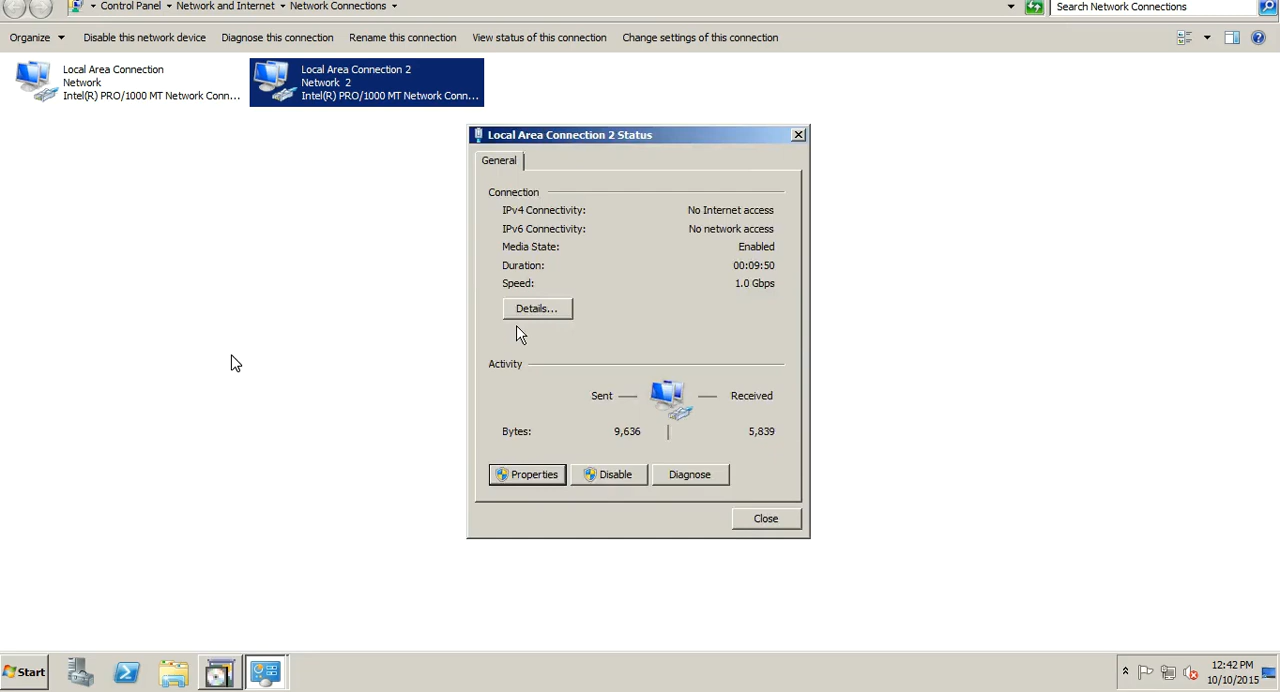 Control Panel Network and Internet Network Connections
Search Network Connections
Organize Disable this network device Diagnose this connection Rename this connection View status of this connection Change settings of this connection
Local Area Connection
Network
Intel(R) PRO/1000 MT Network Conn...
Local Area Connection 2
Network 2
Intel(R) PRO/1000 MT Network Conn...
Local Area Connection 2 Status
General
Connection
IPv4 Connectivity: No Internet access
IPv6 Connectivity: No network access
Media State: Enabled
Duration: 00:09:50
Speed: 1.0 Gbps
Details...
Activity
Sent Received
Bytes: 9,636 5,839
Properties Disable Diagnose
Close
Start
12:42 PM
10/10/2015